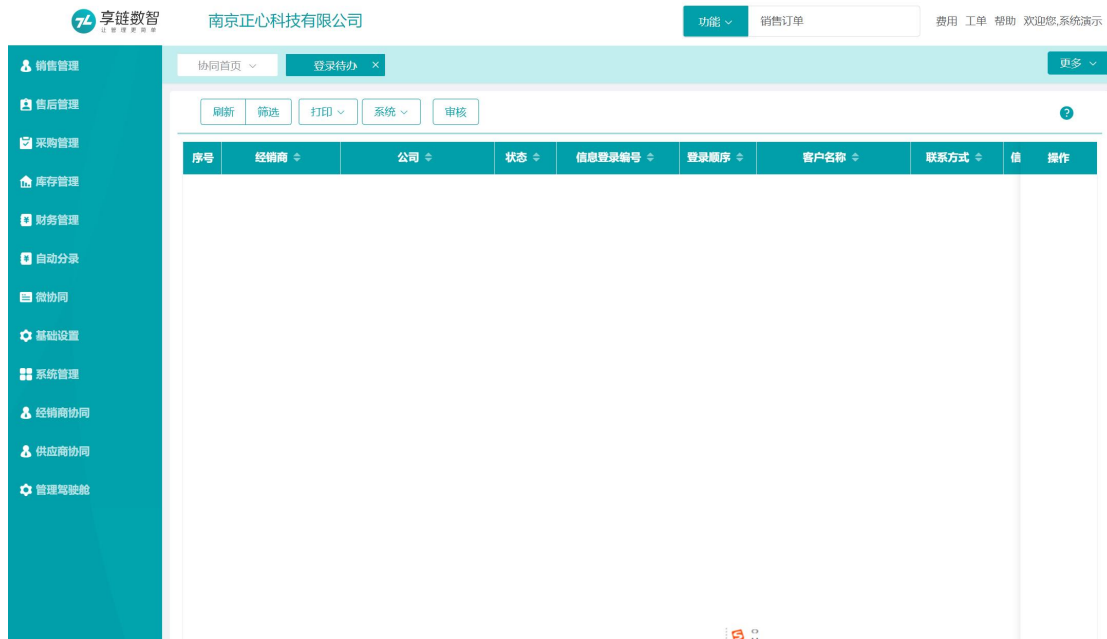 享链数智
让管理更简单
南京正心科技有限公司
功能
销售订单
费用 工单 帮助 欢迎您,系统演示
销售管理
售后管理
采购管理
库存管理
财务管理
自动分录
微协同
基础设置
系统管理
经销商协同
供应商协同
管理驾驶舱
协同首页
登录待办 ×
更多
刷新 筛选 打印 系统 审核
?
序号 经销商 公司 状态 信息登录编号 登录顺序 客户名称 联系方式 信 操作